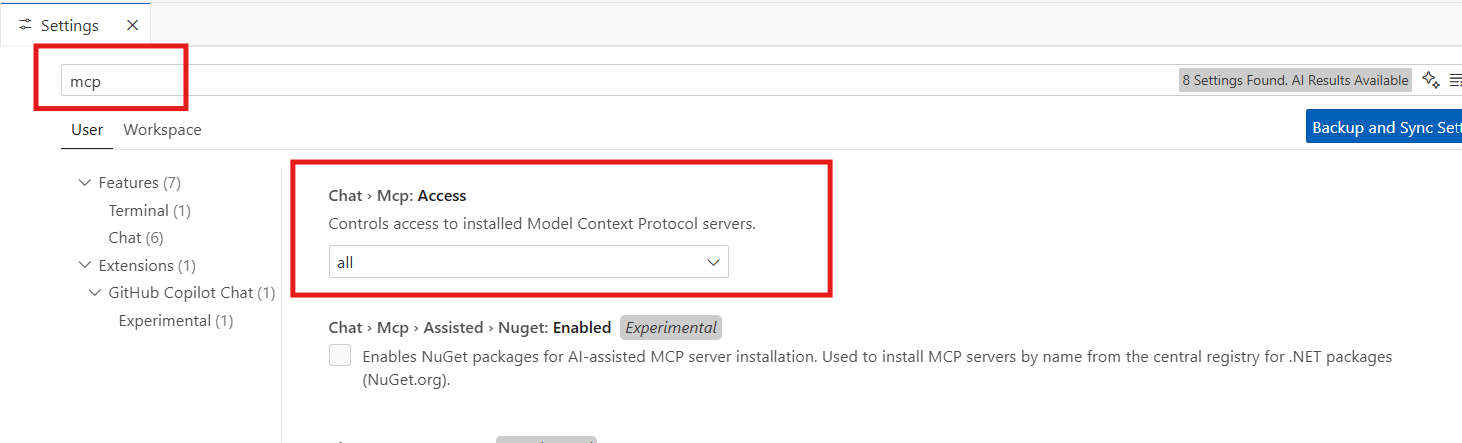 Settings
mcp
8 Settings Found. AI Results Available
User
Workspace
Backup and Sync Set
Features (7)
Terminal (1)
Chat (6)
Extensions (1)
GitHub Copilot Chat (1)
Experimental (1)
Chat › Mcp: Access
Controls access to installed Model Context Protocol servers.
all
Chat › Mcp › Assisted › Nuget: Enabled Experimental
Enables NuGet packages for AI-assisted MCP server installation. Used to install MCP servers by name from the central registry for .NET packages
(NuGet.org).